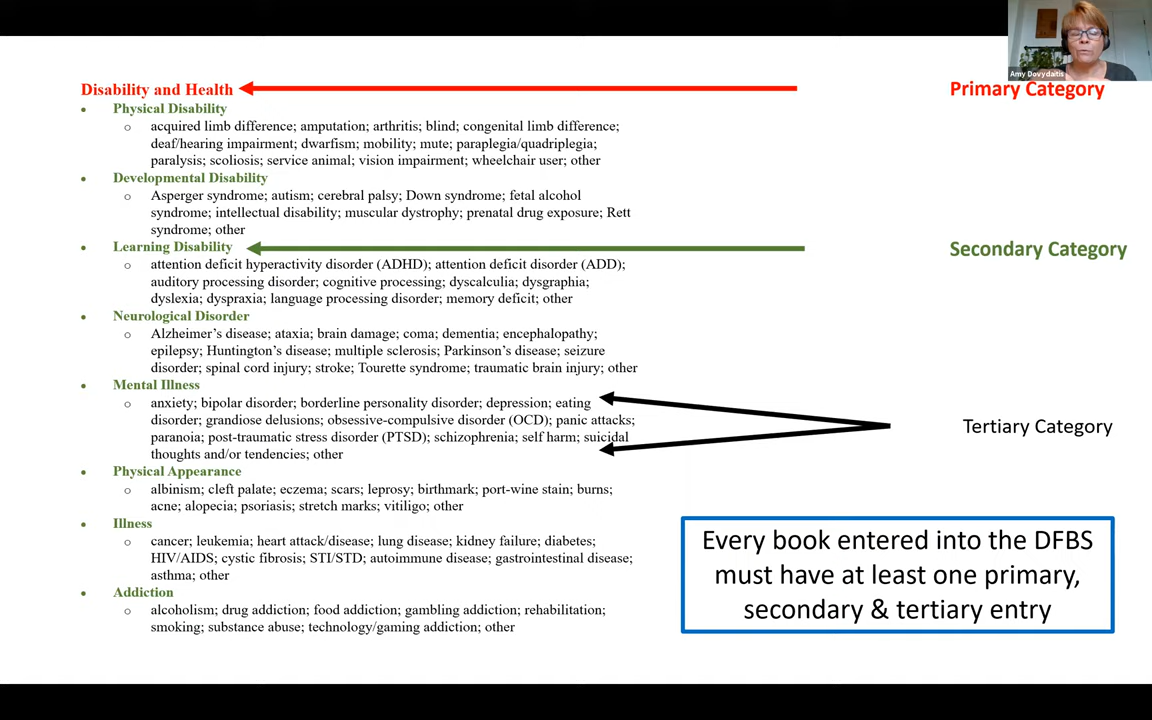 Amy Dovydaitis
Disability and Health
Primary Category
• Physical Disability
o acquired limb difference; amputation; arthritis; blind; congenital limb difference;
deaf/hearing impairment; dwarfism; mobility; mute; paraplegia/quadriplegia;
paralysis; scoliosis; service animal; vision impairment; wheelchair user; other
• Developmental Disability
o Asperger syndrome; autism; cerebral palsy; Down syndrome; fetal alcohol
syndrome; intellectual disability; muscular dystrophy; prenatal drug exposure; Rett
syndrome; other
• Learning Disability
Secondary Category
o attention deficit hyperactivity disorder (ADHD); attention deficit disorder (ADD);
auditory processing disorder; cognitive processing; dyscalculia; dysgraphia;
dyslexia; dyspraxia; language processing disorder; memory deficit; other
• Neurological Disorder
o Alzheimer’s disease; ataxia; brain damage; coma; dementia; encephalopathy;
epilepsy; Huntington’s disease; multiple sclerosis; Parkinson’s disease; seizure
disorder; spinal cord injury; stroke; Tourette syndrome; traumatic brain injury; other
• Mental Illness
o anxiety; bipolar disorder; borderline personality disorder; depression; eating
disorder; grandiose delusions; obsessive-compulsive disorder (OCD); panic attacks;
paranoia; post-traumatic stress disorder (PTSD); schizophrenia; self harm; suicidal
thoughts and/or tendencies; other
Tertiary Category
• Physical Appearance
o albinism; cleft palate; eczema; scars; leprosy; birthmark; port-wine stain; burns;
acne; alopecia; psoriasis; stretch marks; vitiligo; other
• Illness
o cancer; leukemia; heart attack/disease; lung disease; kidney failure; diabetes;
HIV/AIDS; cystic fibrosis; STI/STD; autoimmune disease; gastrointestinal disease;
asthma; other
• Addiction
o alcoholism; drug addiction; food addiction; gambling addiction; rehabilitation;
smoking; substance abuse; technology/gaming addiction; other
Every book entered into the DFBS
must have at least one primary,
secondary & tertiary entry